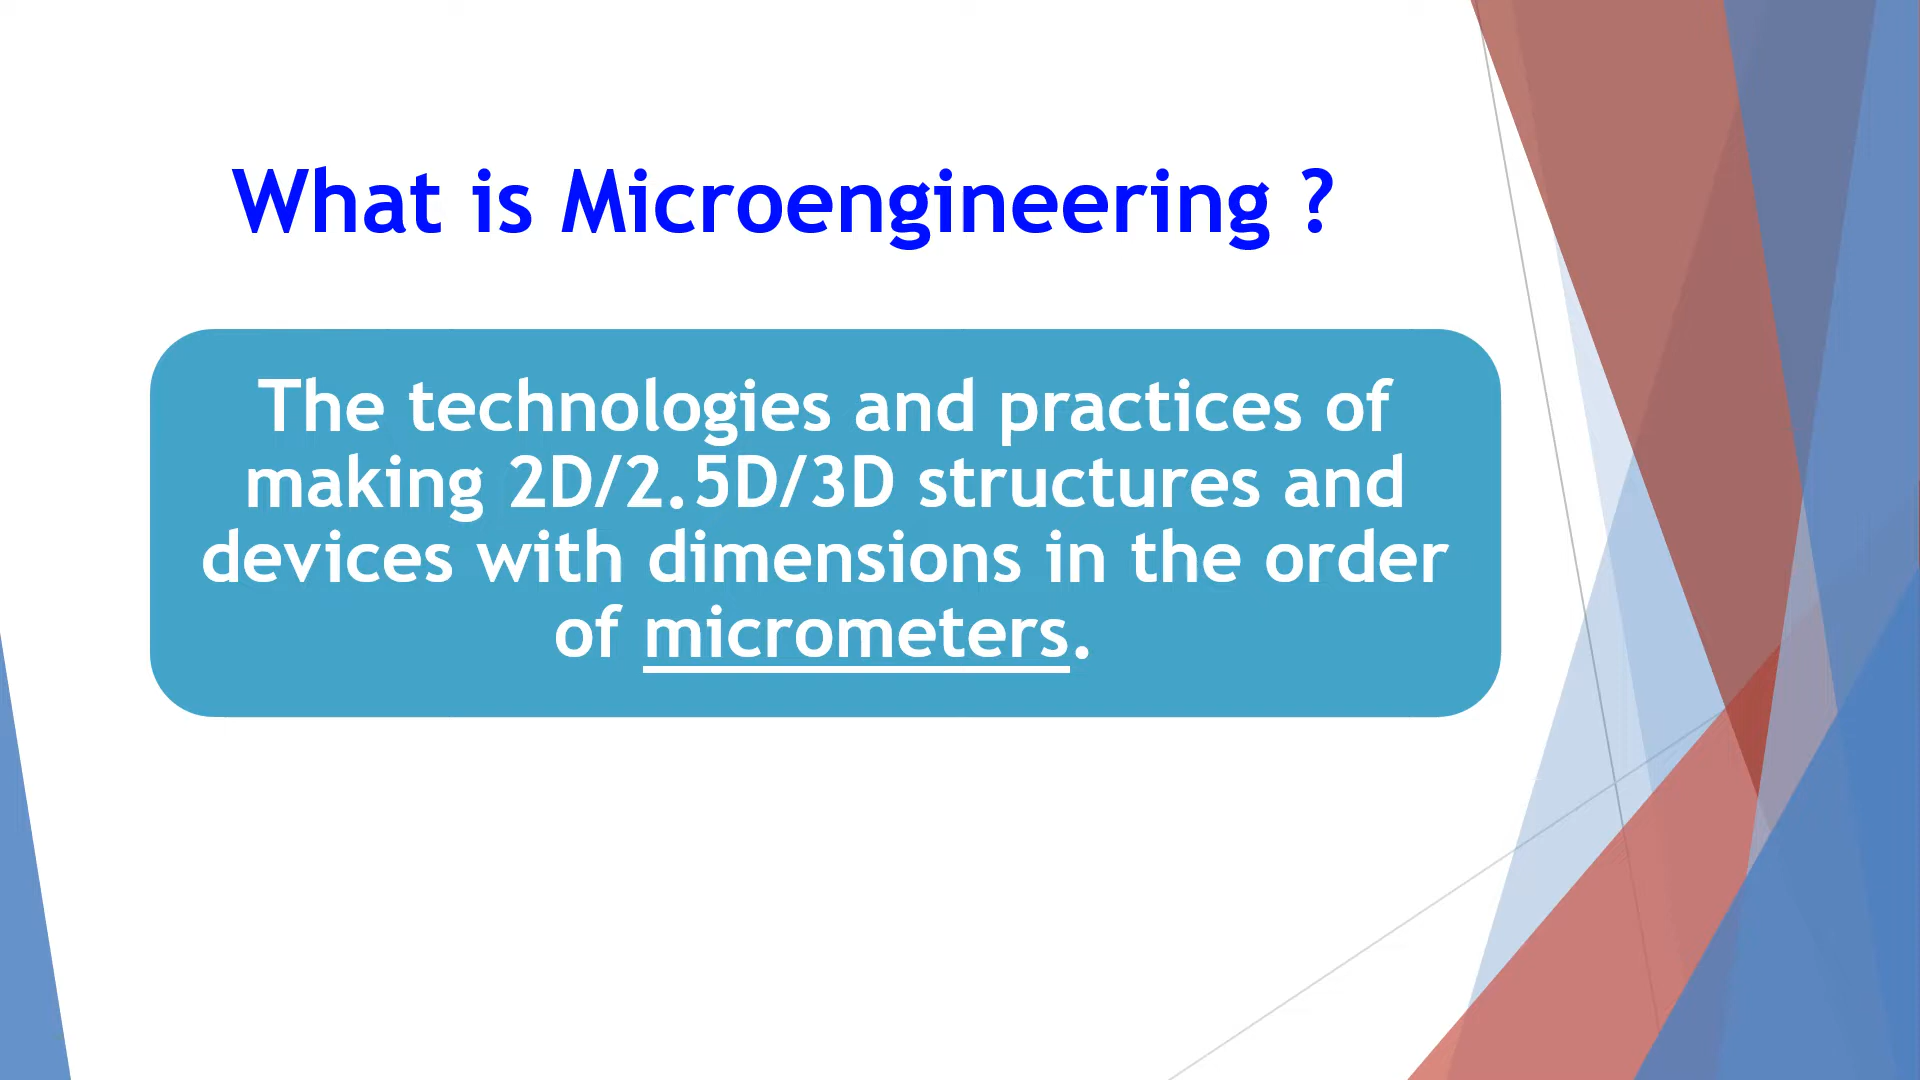 What is Microengineering ?
The technologies and practices of
making 2D/2.5D/3D structures and
devices with dimensions in the order
of micrometers.